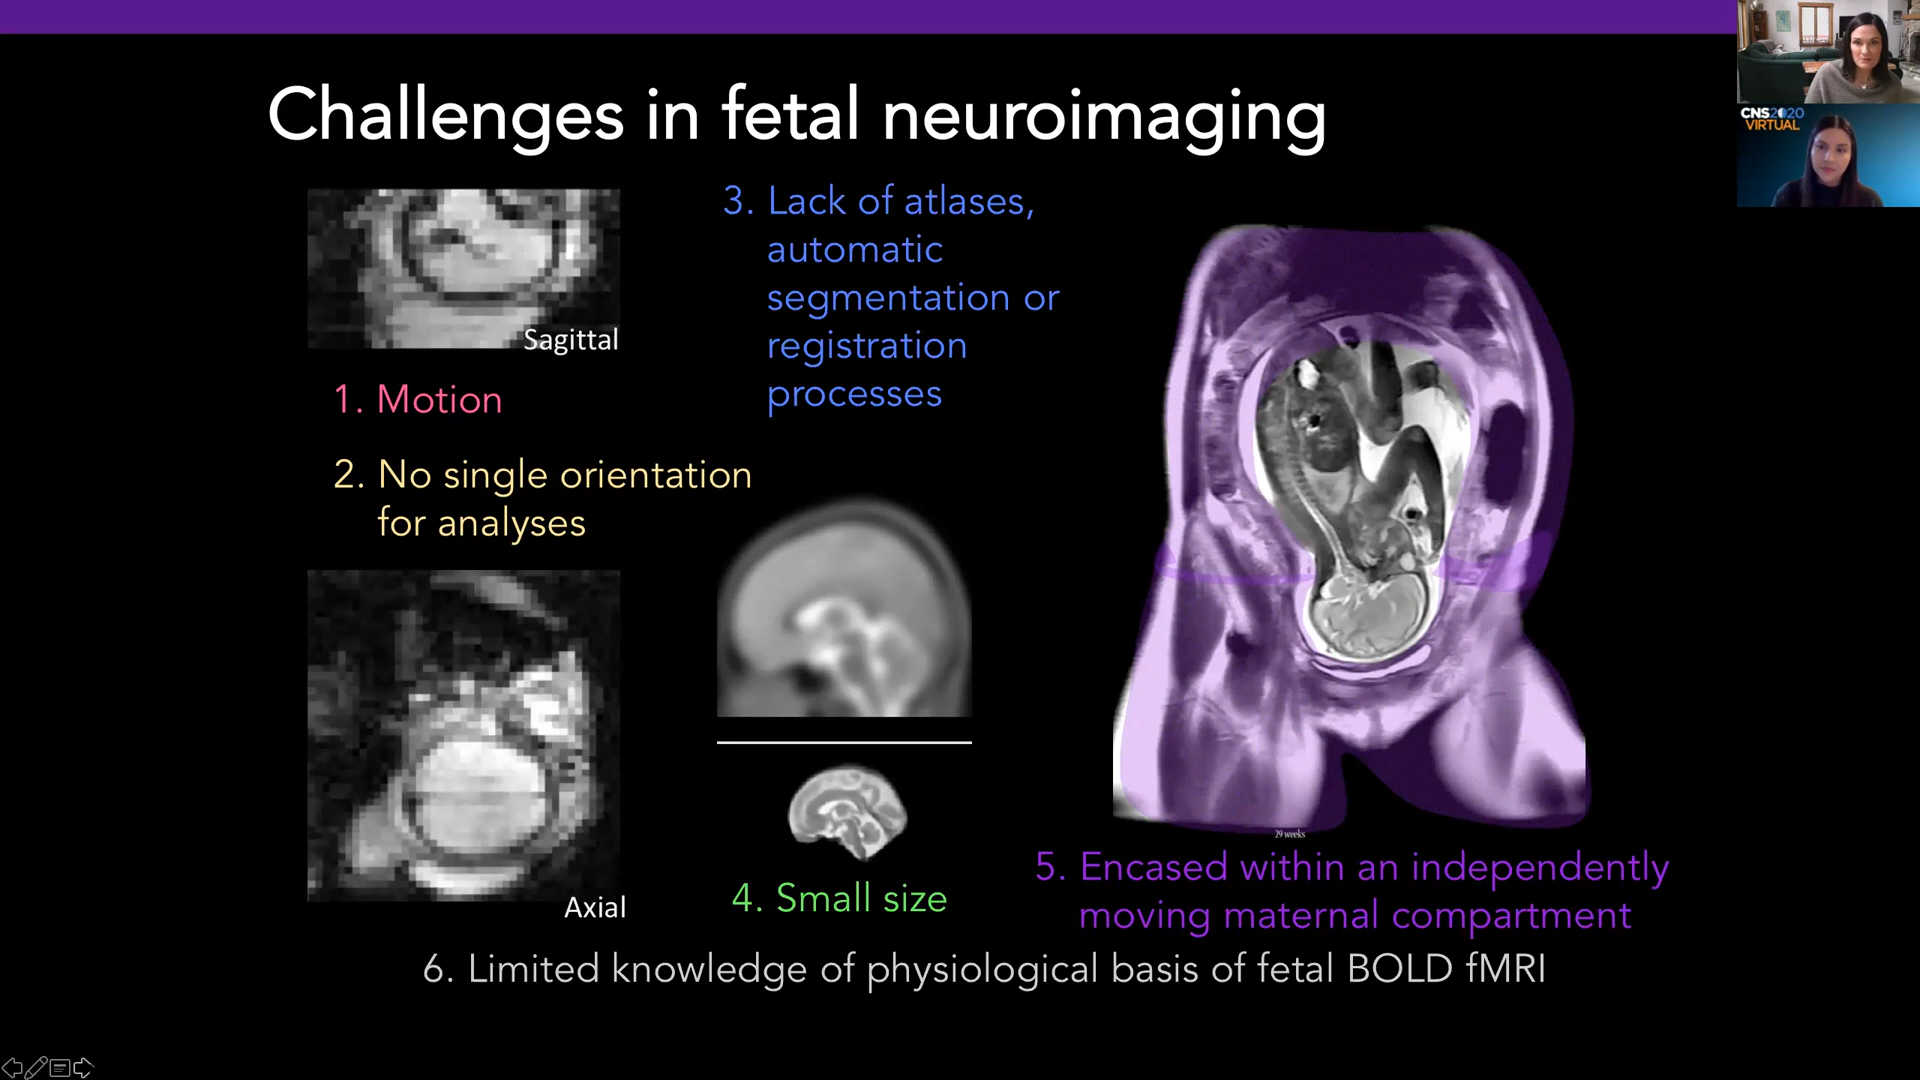 Challenges in fetal neuroimaging
CNS2020
VIRTUAL
Sagittal
1. Motion
2. No single orientation
for analyses
Axial
3. Lack of atlases,
automatic
segmentation or
registration
processes
4. Small size
29 weeks
5. Encased within an independently
moving maternal compartment
6. Limited knowledge of physiological basis of fetal BOLD fMRI